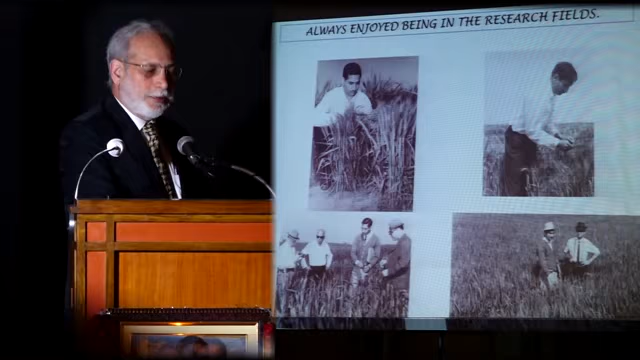 ALWAYS ENJOYED BEING IN THE RESEARCH FIELDS.